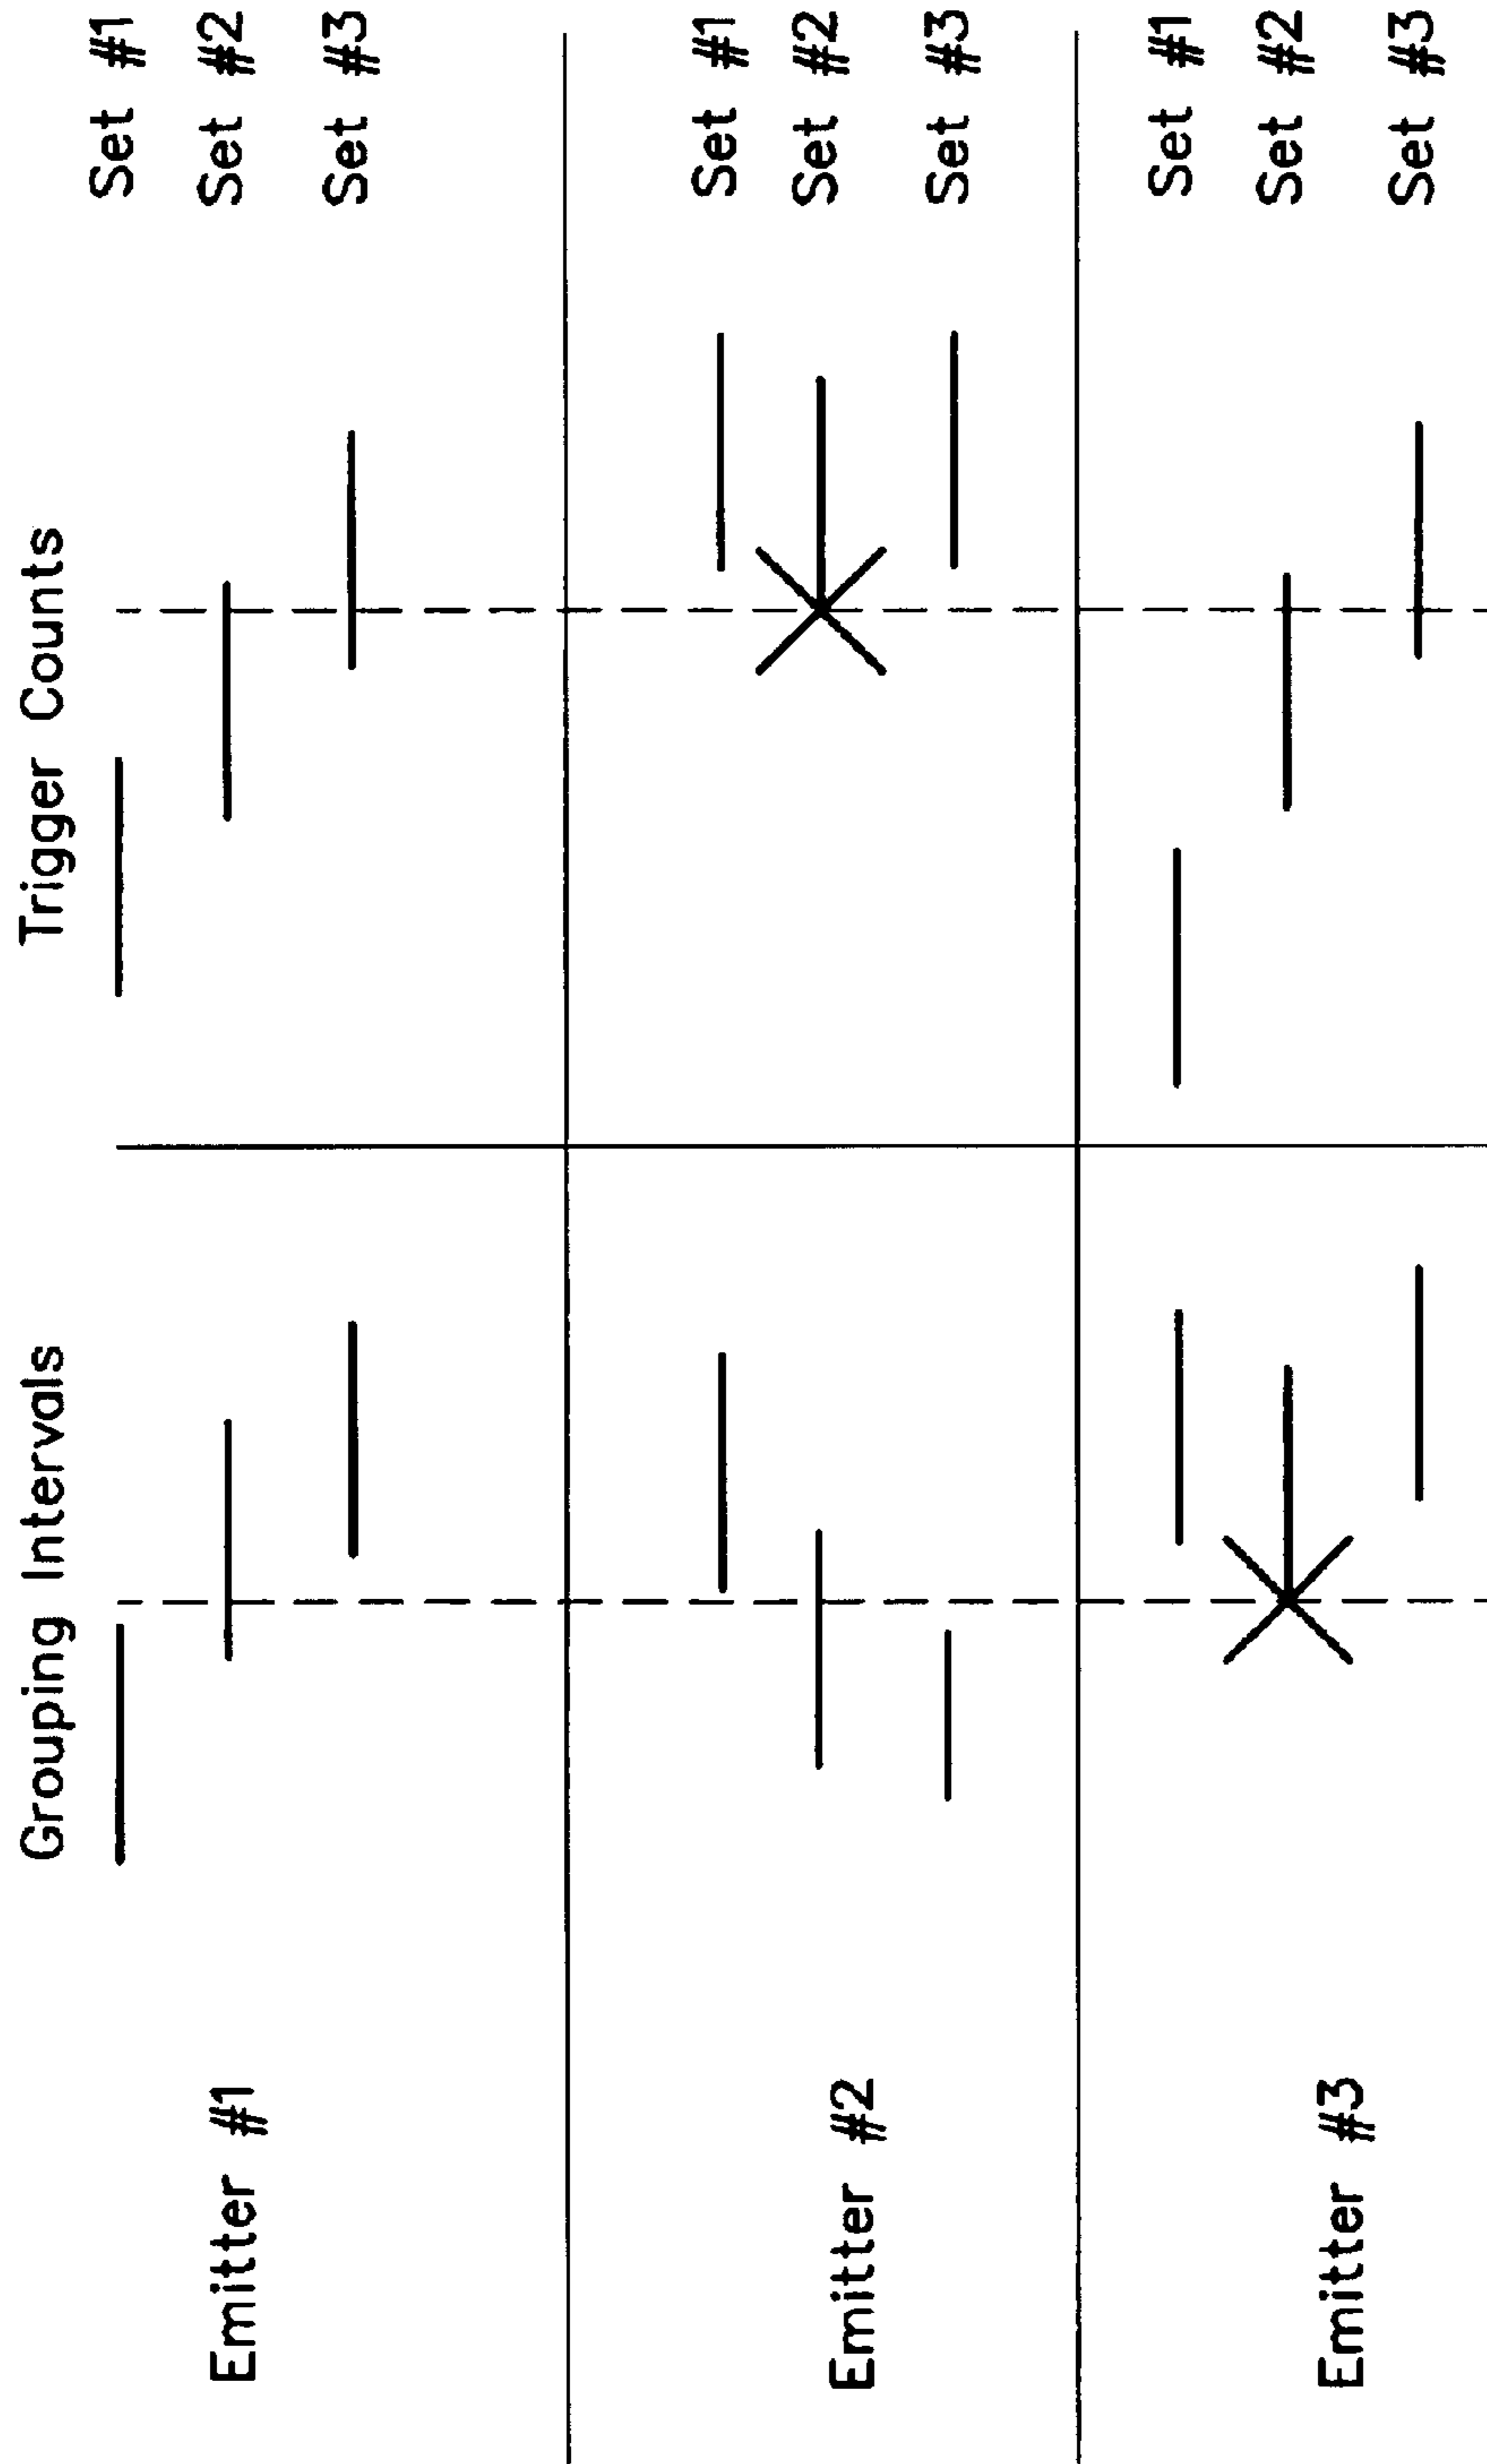 Grouping Intervals
Trigger Counts
Emitter #1
Set #1
Set #2
Set #3
Emitter #2
Set #1
Set #2
Set #3
Emitter #3
Set #1
Set #2
Set #3